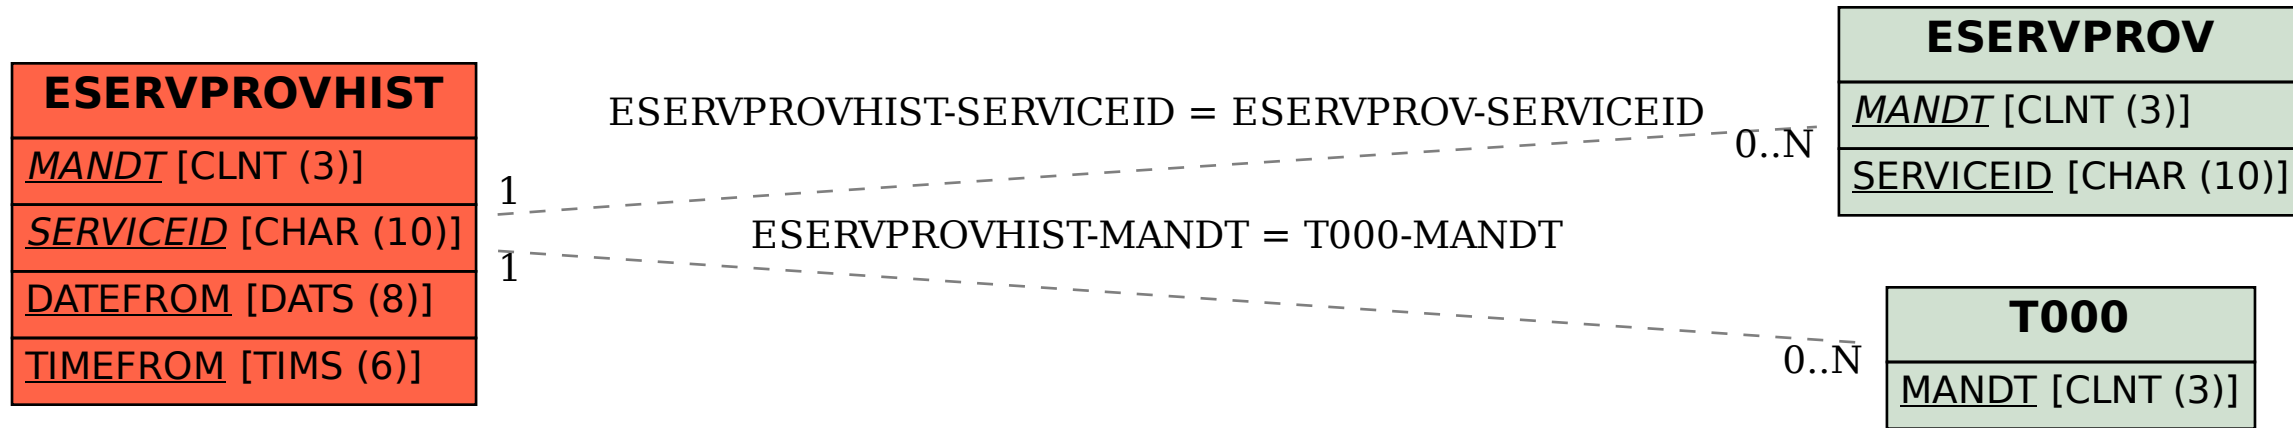 ESERVPROVHIST
MANDT [CLNT (3)]
SERVICEID [CHAR (10)]
DATEFROM [DATS (8)]
TIMEFROM [TIMS (6)]
ESERVPROVHIST-SERVICEID = ESERVPROV-SERVICEID
1
0..N
ESERVPROVHIST-MANDT = T000-MANDT
1
0..N
ESERVPROV
MANDT [CLNT (3)]
SERVICEID [CHAR (10)]
T000
MANDT [CLNT (3)]